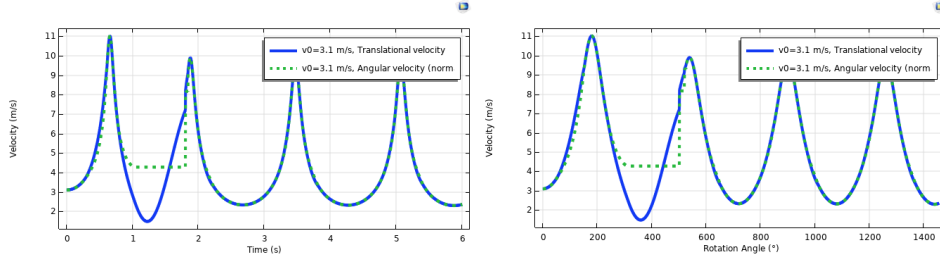 11
10
9
8
7
6
5
4
3
2
Velocity (m/s)
v0=3.1 m/s, Translational velocity
v0=3.1 m/s, Angular velocity (norm
0 1 2 3 4 5 6
Time (s)
11
10
9
8
7
6
5
4
3
2
Velocity (m/s)
v0=3.1 m/s, Translational velocity
v0=3.1 m/s, Angular velocity (norm
0 200 400 600 800 1000 1200 1400
Rotation Angle (°)